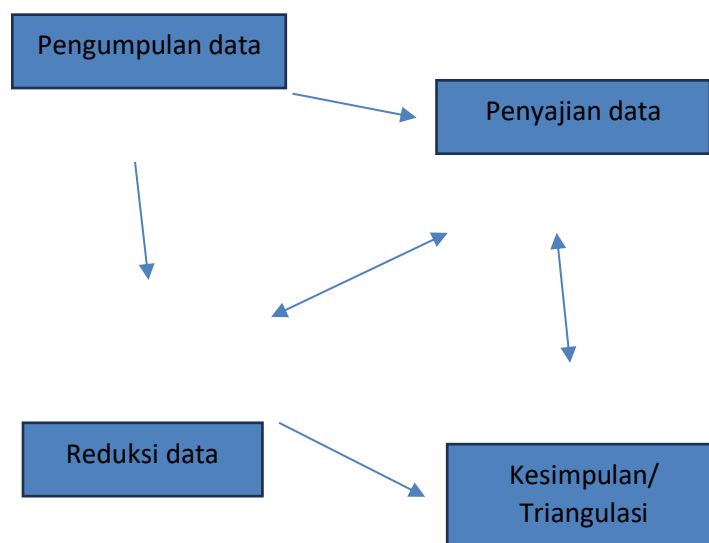 Pengumpulan data
Penyajian data
Reduksi data
Kesimpulan/
Triangulasi